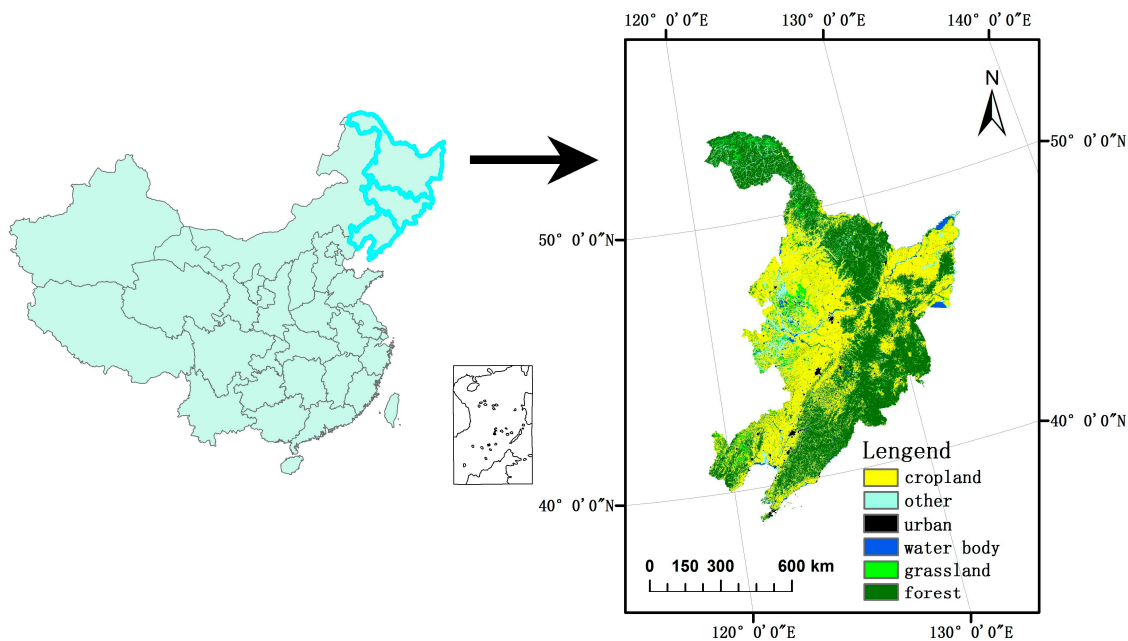 120° 0′0″E 130° 0′0″E 140° 0′0″E
N
50° 0′0″N
50° 0′0″N
40° 0′0″N
40° 0′0″N
Lengend
cropland
other
urban
water body
grassland
forest
0 150 300 600 km
120° 0′0″E 130° 0′0″E